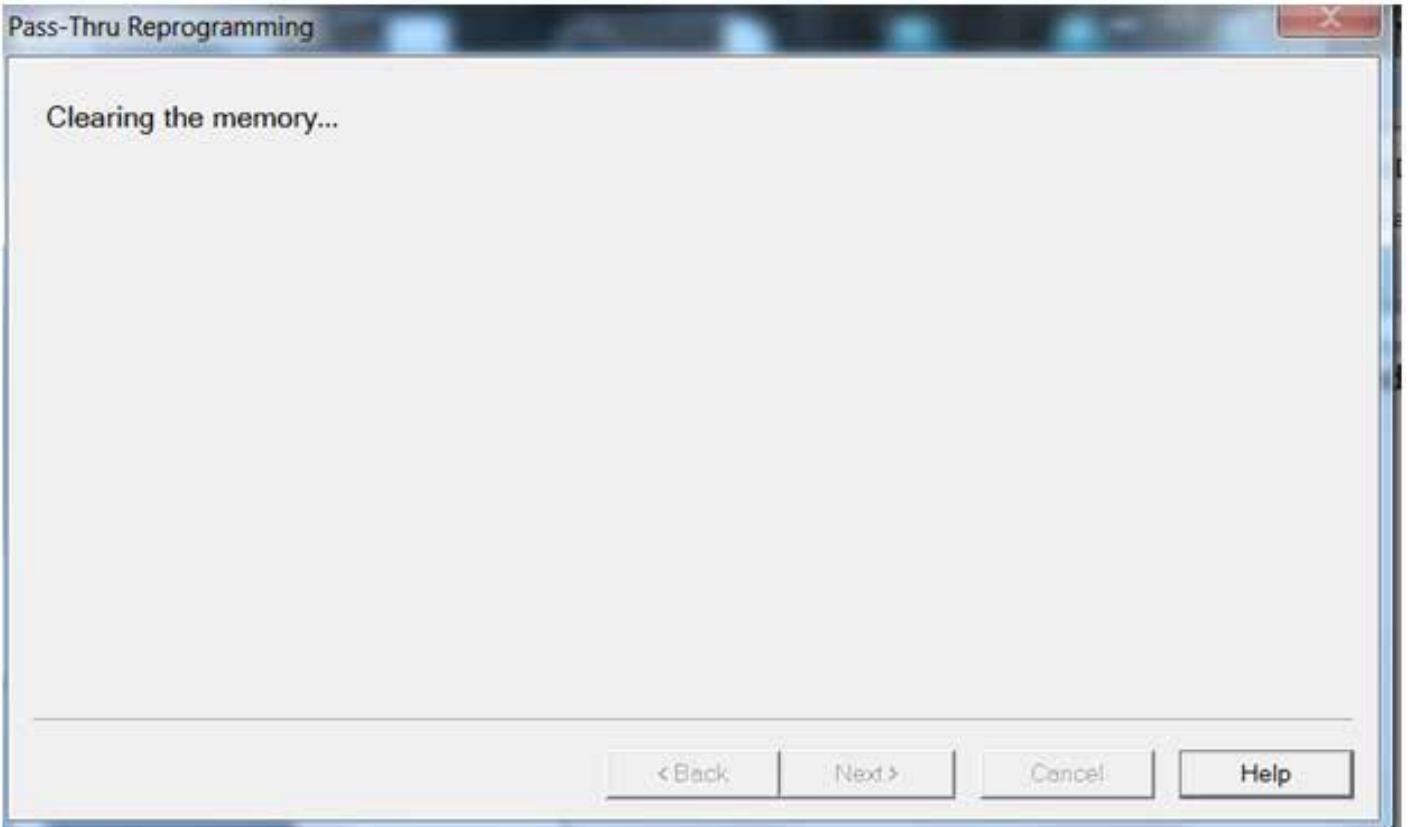 Pass-Thru Reprogramming
Clearing the memory...
< Back
Next >
Cancel
Help